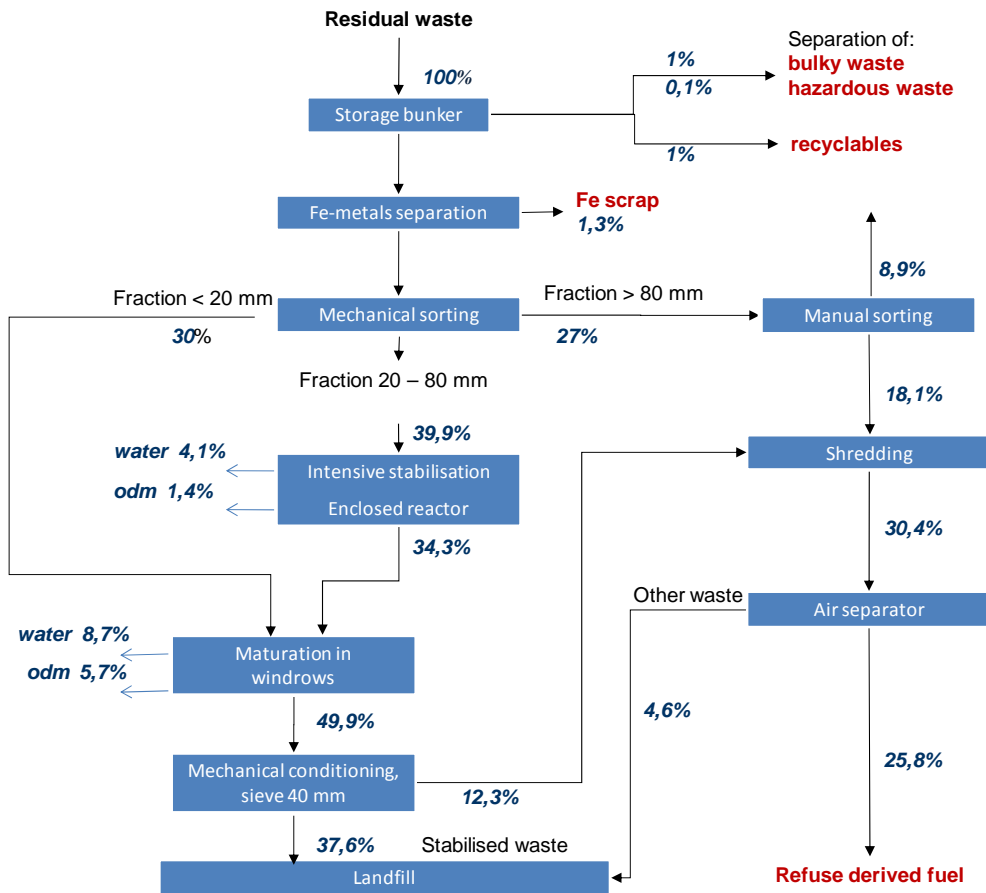 Residual waste
100%
Storage bunker
1%
0,1%
Separation of:
bulky waste
hazardous waste
1%
recyclables
Fe-metals separation
Fe scrap
1,3%
8,9%
Fraction < 20 mm
30%
Mechanical sorting
Fraction > 80 mm
27%
Manual sorting
Fraction 20 – 80 mm
18,1%
39,9%
water 4,1%
odm 1,4%
Intensive stabilisation
Enclosed reactor
Shredding
34,3%
30,4%
Other waste
Air separator
water 8,7%
odm 5,7%
Maturation in
windrows
4,6%
49,9%
25,8%
Mechanical conditioning,
sieve 40 mm
12,3%
37,6%
Stabilised waste
Landfill
Refuse derived fuel